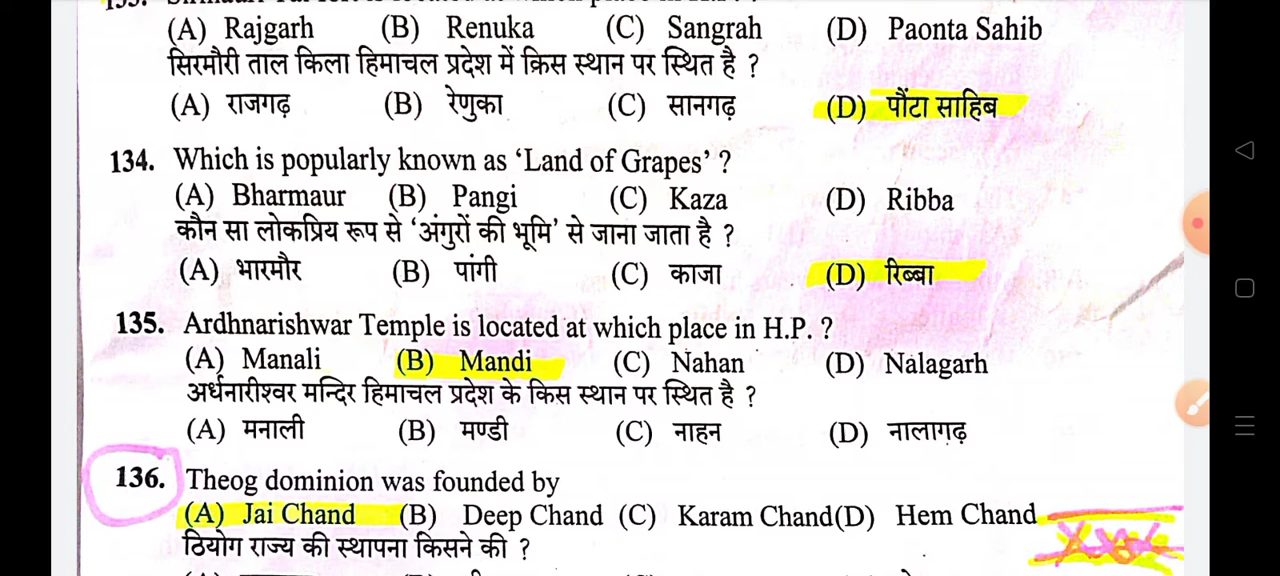 (A) Rajgarh (B) Renuka (C) Sangrah (D) Paonta Sahib
सिरमौरी ताल किला हिमाचल प्रदेश में क्रिस स्थान पर स्थित है ?
(A) राजगढ़ (B) रेणुका (C) सानगढ़ (D) पौंटा साहिब
134. Which is popularly known as ‘Land of Grapes’ ?
(A) Bharmaur (B) Pangi (C) Kaza (D) Ribba
कौन सा लोकप्रिय रूप से ‘अंगुरों की भूमि’ से जाना जाता है ?
(A) भारमौर (B) पांगी (C) काजा (D) रिब्बा
135. Ardhnarishwar Temple is located at which place in H.P. ?
(A) Manali (B) Mandi (C) Nahan (D) Nalagarh
अर्धनारीश्वर मन्दिर हिमाचल प्रदेश के किस स्थान पर स्थित है ?
(A) मनाली (B) मण्डी (C) नाहन (D) नालागढ़
136. Theog dominion was founded by
(A) Jai Chand (B) Deep Chand (C) Karam Chand (D) Hem Chand
ठियोग राज्य की स्थापना किसने की ?